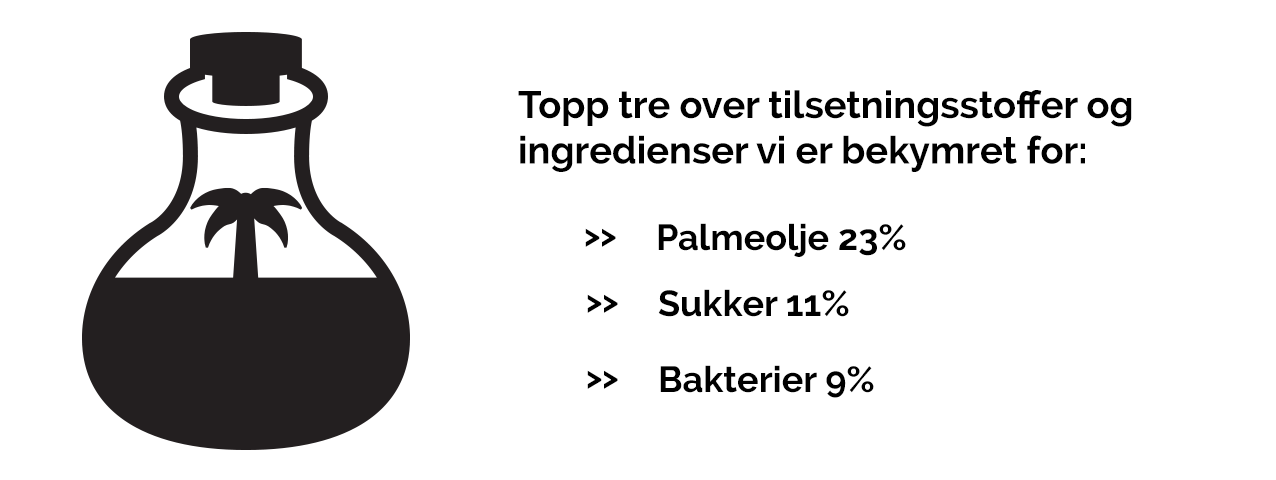 Topp tre over tilsetningsstoffer og
ingredienser vi er bekymret for:
>> Palmeolje 23%
>> Sukker 11%
>> Bakterier 9%